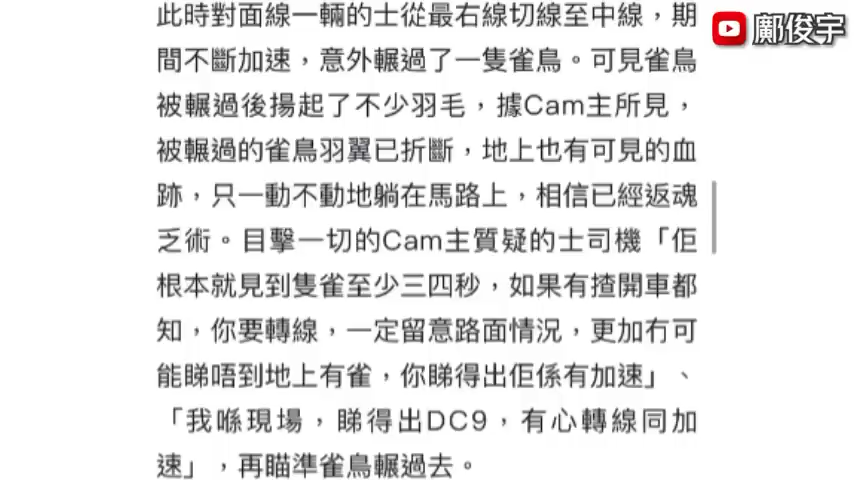 此時對面線一輛的士從最右線切線至中線，期
鄺俊宇
間不斷加速，意外輾過了一隻雀鳥。可見雀鳥
被輾過後揚起了不少羽毛，據Cam主所見，
被輾過的雀鳥羽翼已折斷，地上也有可見的血
跡，只一動不動地躺在馬路上，相信已經返魂
乏術。目擊一切的Cam主質疑的士司機「佢
根本就見到隻雀至少三四秒，如果有揸開車都
知，你要轉線，一定留意路面情況，更加冇可
能睇唔到地上有雀，你睇得出佢係有加速」、
「我喺現場，睇得出DC9，有心轉線同加
速」，再瞄準雀鳥輾過去。